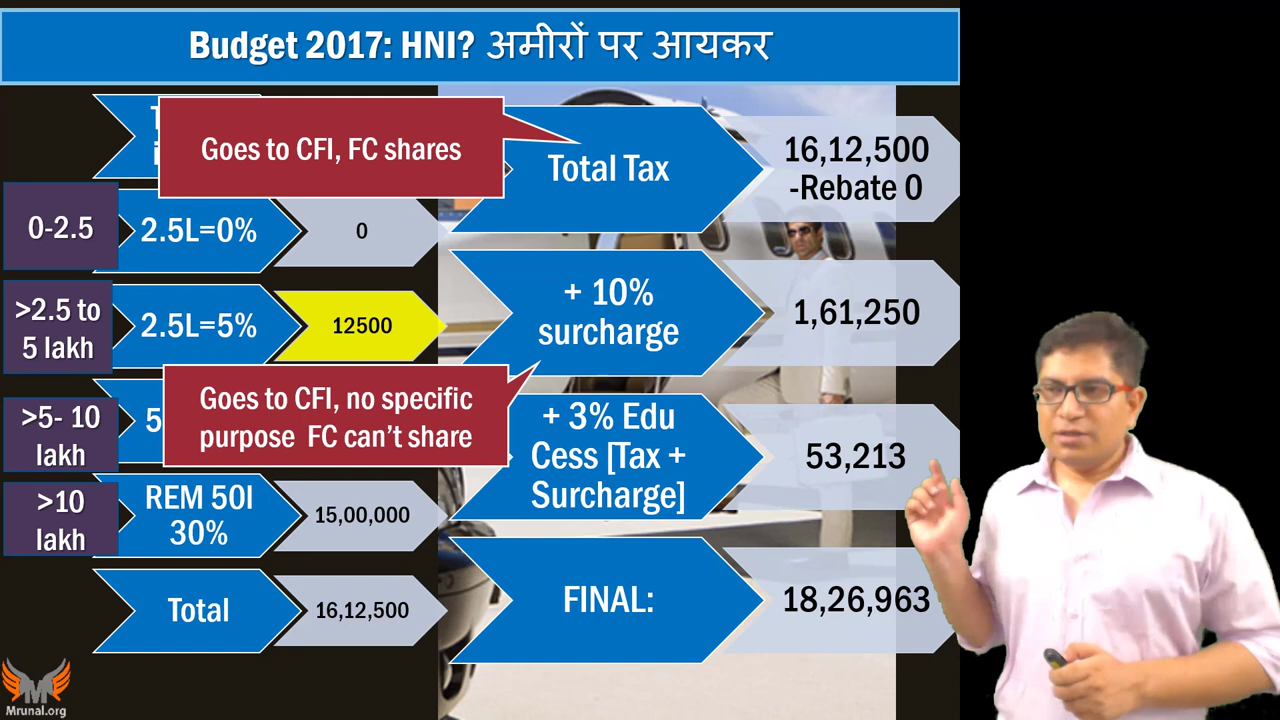 Budget 2017: HNI? अमीरों पर आयकर
Goes to CFI, FC shares
0-2.5
2.5L=0%
0
>2.5 to
5 lakh
2.5L=5%
12500
>5- 10
lakh
5
Goes to CFI, no specific
purpose FC can't share
>10
lakh
REM 50l
30%
15,00,000
Total
16,12,500
Total Tax
16,12,500
-Rebate 0
+ 10%
surcharge
1,61,250
+ 3% Edu
Cess [Tax +
Surcharge]
53,213
FINAL:
18,26,963
Mrunal.org